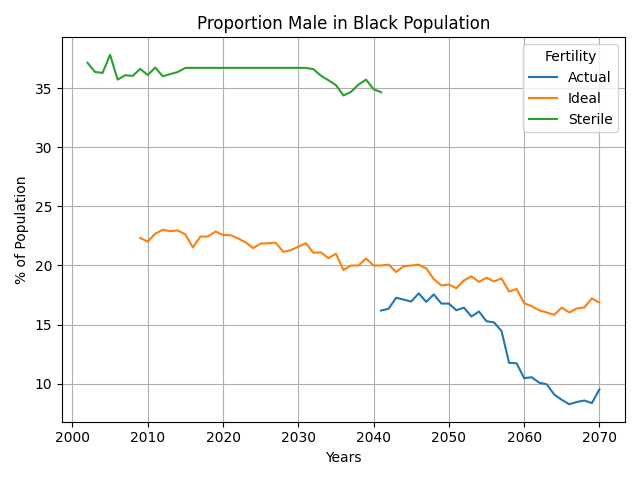 Proportion Male in Black Population
Fertility
Actual
Ideal
Sterile
% of Population
35
30
25
20
15
10
2000 2010 2020 2030 2040 2050 2060 2070
Years